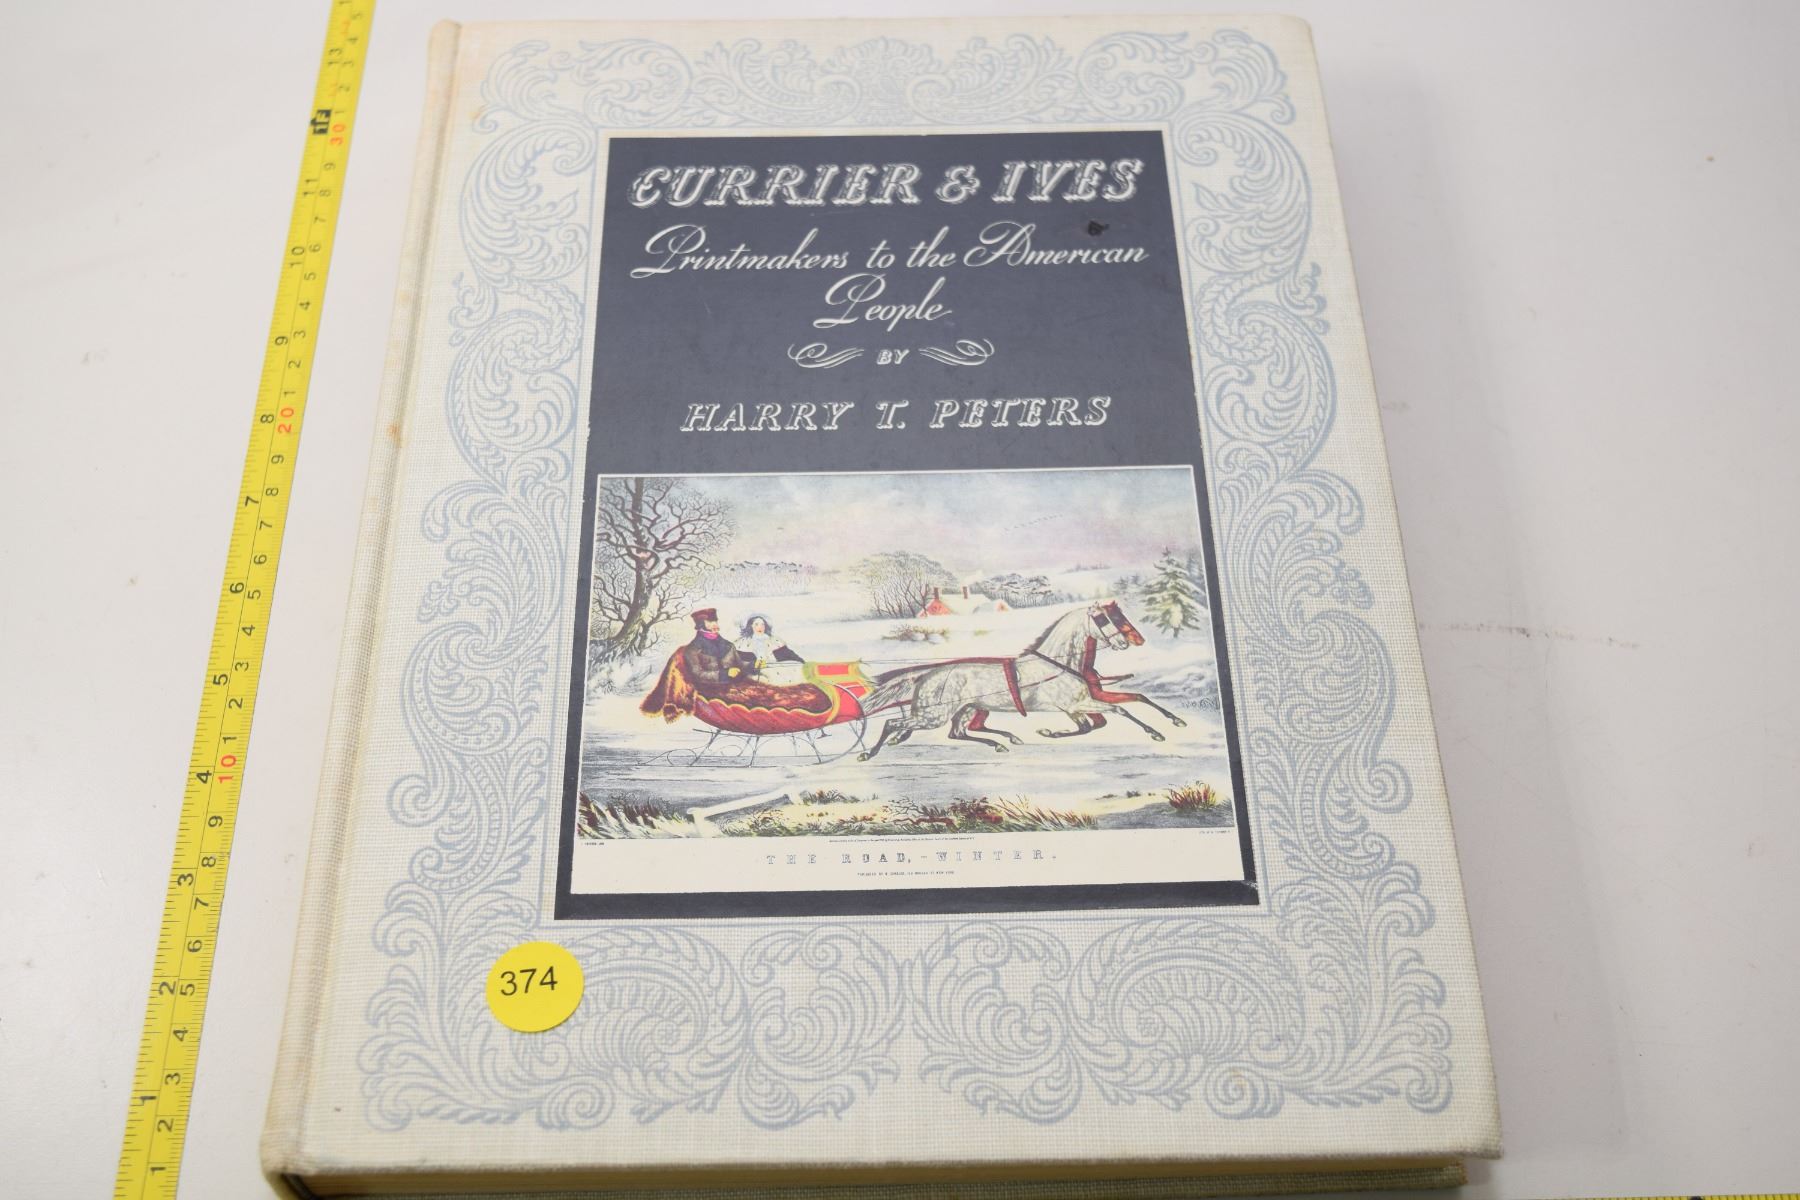 CURRIER & IVES
Printmakers to the American
People
BY
HARRY T. PETERS
THE ROAD, - WINTER.
374